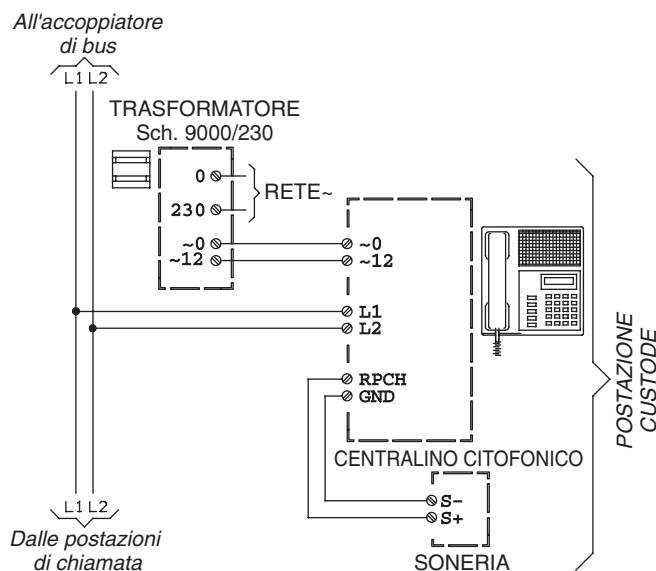 All'accoppiatore
di bus
L1 L2
TRASFORMATORE
Sch. 9000/230
0
230
RETE~
~0
~12
~0
~12
L1
L2
RPCH
GND
POSTAZIONE
CUSTODE
CENTRALINO CITOFONICO
S-
S+
SONERIA
L1 L2
Dalle postazioni
di chiamata